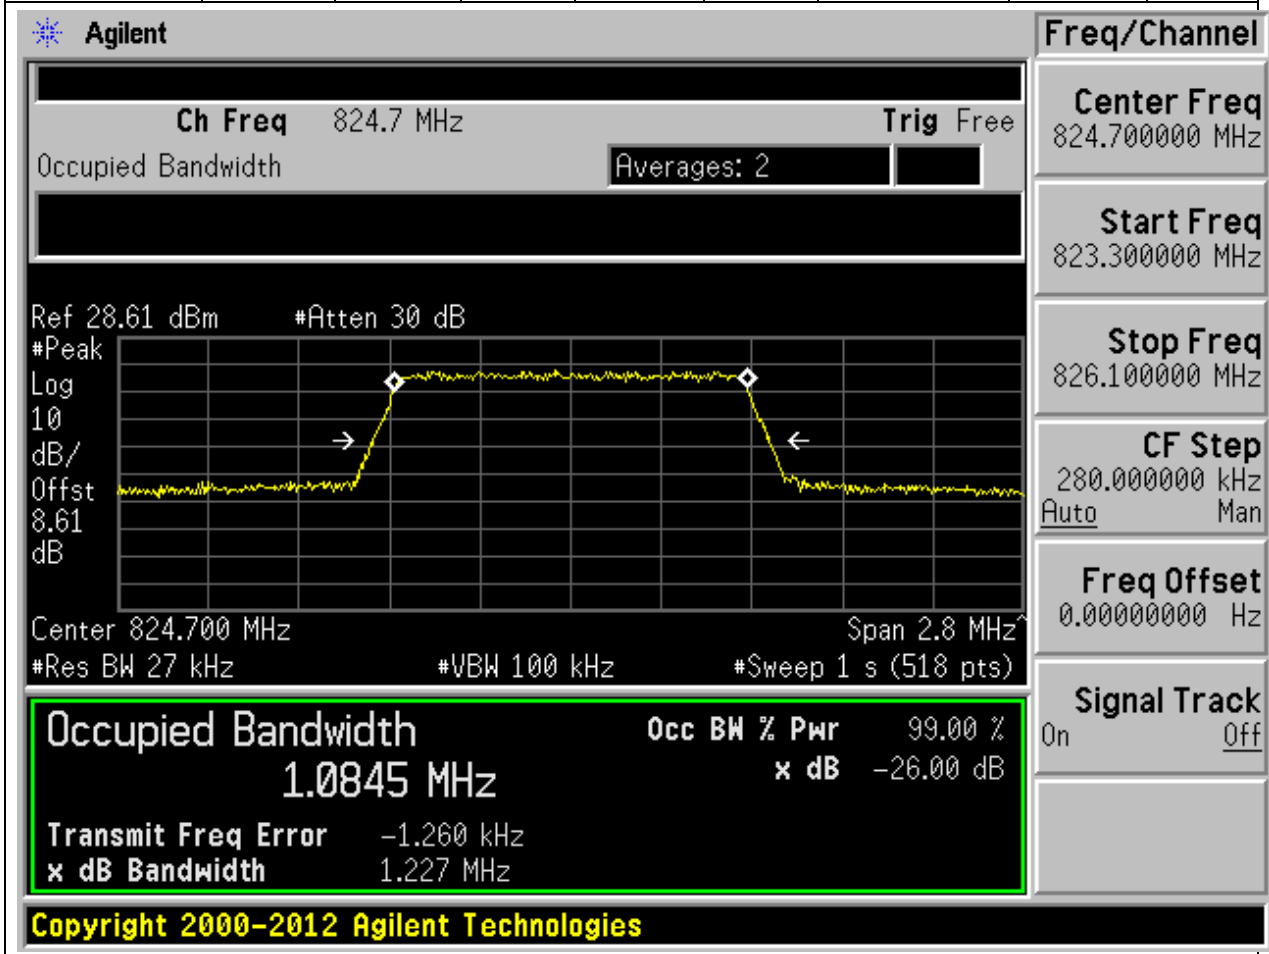 Agilent
Freq/Channel
Ch Freq 824.7 MHz Trig Free
Occupied Bandwidth Averages: 2
Center Freq
824.700000 MHz
Start Freq
823.300000 MHz
Stop Freq
826.100000 MHz
CF Step
280.000000 kHz
Auto Man
Freq Offset
0.00000000 Hz
Signal Track
On Off
Ref 28.61 dBm #Atten 30 dB
#Peak
Log
10
dB/
Offst
8.61
dB
Center 824.700 MHz Span 2.8 MHz^
#Res BW 27 kHz #VBW 100 kHz #Sweep 1 s (518 pts)
Occupied Bandwidth Occ BW % Pwr 99.00 %
1.0845 MHz x dB -26.00 dB
Transmit Freq Error -1.260 kHz
x dB Bandwidth 1.227 MHz
Copyright 2000-2012 Agilent Technologies